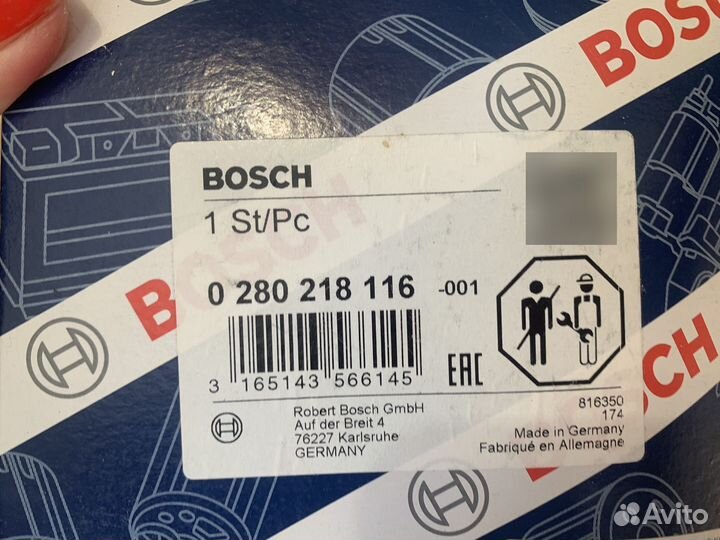 BOSCH
BOSCH
BOSCH
1 St/Pc
0 280 218 116 -001
3 165143 566145
EAC
Robert Bosch GmbH
Auf der Breit 4
76227 Karlsruhe
GERMANY
816350
174
Made in Germany
Fabriqué en Allemagne
BOSCH
Avito